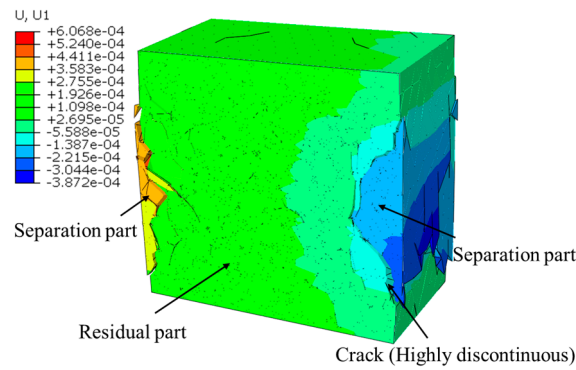 U, U1
+6.068e-04
+5.240e-04
+4.411e-04
+3.583e-04
+2.755e-04
+1.926e-04
+1.098e-04
+2.695e-05
-5.588e-05
-1.387e-04
-2.215e-04
-3.044e-04
-3.872e-04
Separation part
Separation part
Residual part
Crack (Highly discontinuous)